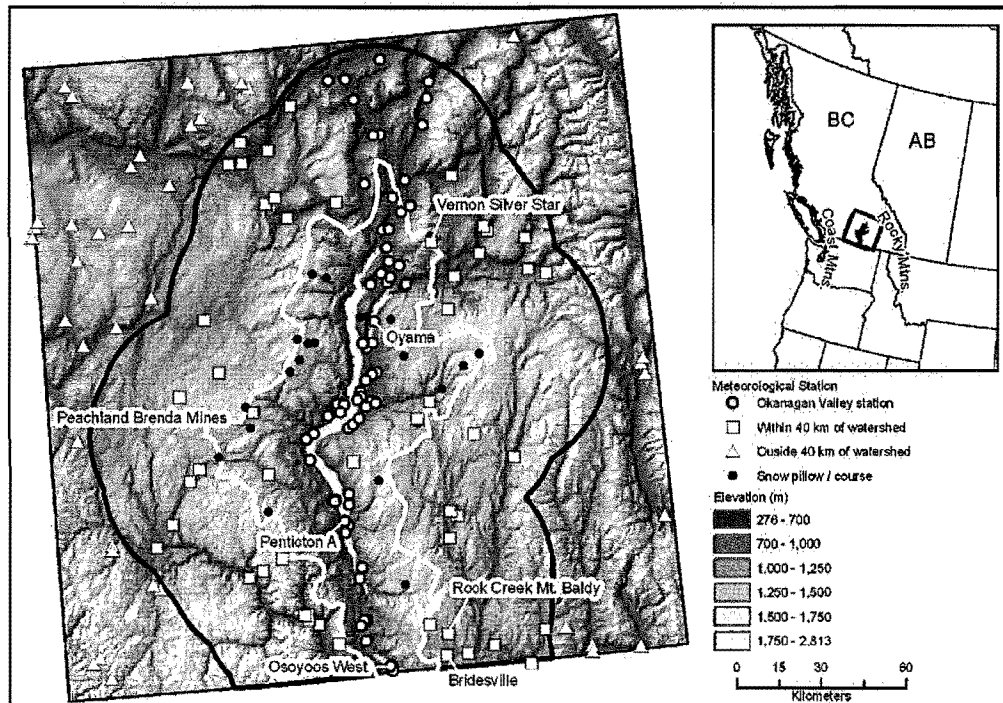 Vernon Silver Star
Oyama
Peachland Brenda Mines
Penticton A
Rook Creek Mt. Baldy
Osoyoos West
Bridesville
BC
AB
Coast Mtns.
Rocky Mtns.
Meteorological Station
Okanagan Valley station
Within 40 km of watershed
Ouside 40 km of watershed
Snow pillow / course
Elevation (m)
276 - 700
700 - 1,000
1.000 - 1,250
1.250 - 1,500
1,500 - 1,750
1,750 - 2,813
0 15 30 60
Kilometers